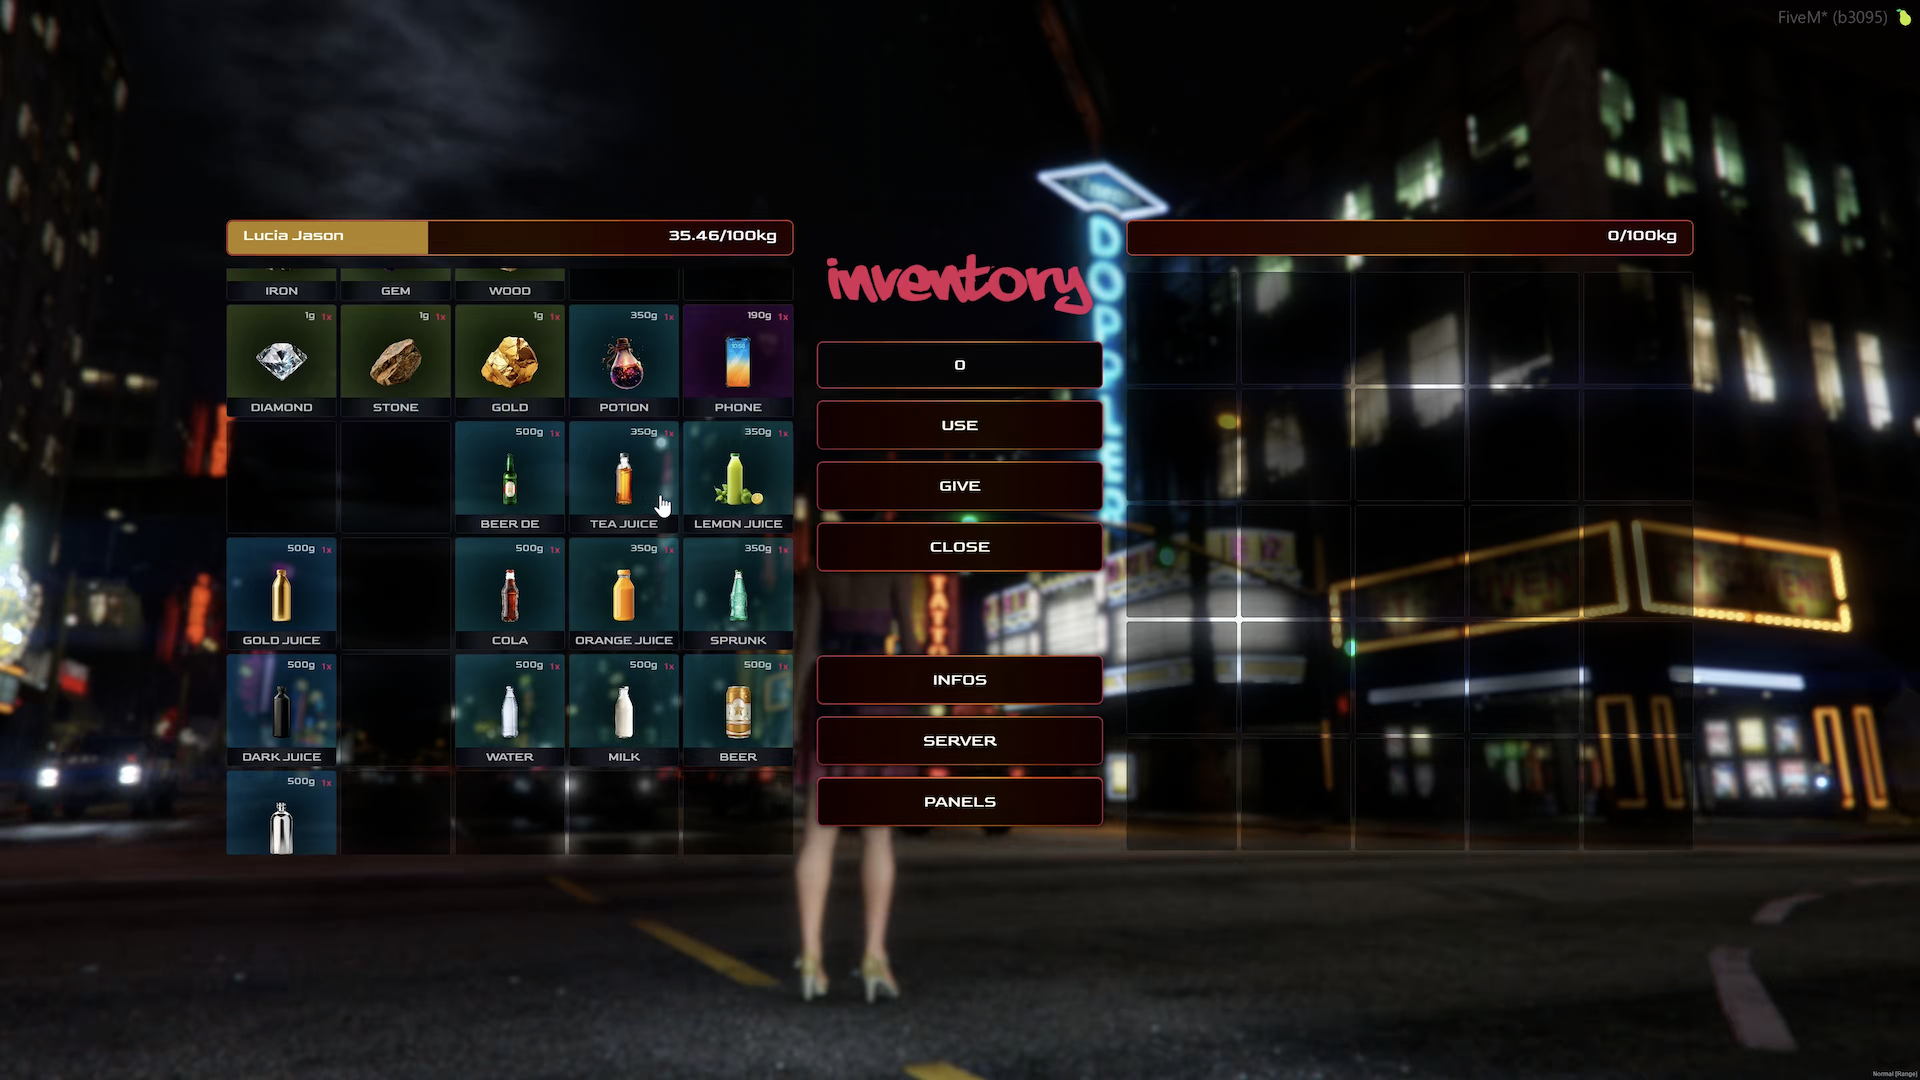 FiveM* (b3095)
Lucia Jason
35.46/100kg
0/100kg
inventory
IRON
GEM
WOOD
1g 1x
1g 1x
1g 1x
350g 1x
190g 1x
DIAMOND
STONE
GOLD
POTION
PHONE
500g 1x
350g 1x
350g 1x
BEER DE
TEA JUICE
LEMON JUICE
500g 1x
500g 1x
350g 1x
350g 1x
GOLD JUICE
COLA
ORANGE JUICE
SPRUNK
500g 1x
500g 1x
500g 1x
500g 1x
DARK JUICE
WATER
MILK
BEER
500g 1x
0
USE
GIVE
CLOSE
INFOS
SERVER
PANELS
DOPPLER
Normal [Range]